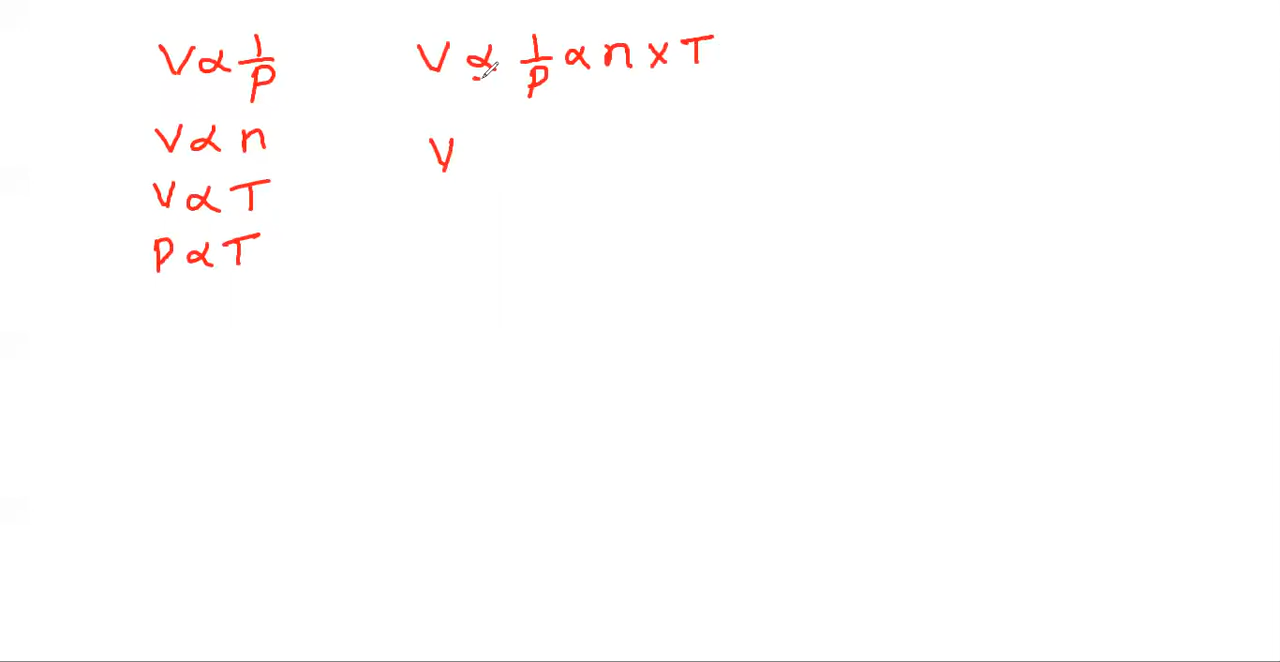 V ∝ 1/P
V ∝ n
V ∝ T
P ∝ T
V ∝ 1/P ∝ n × T
V